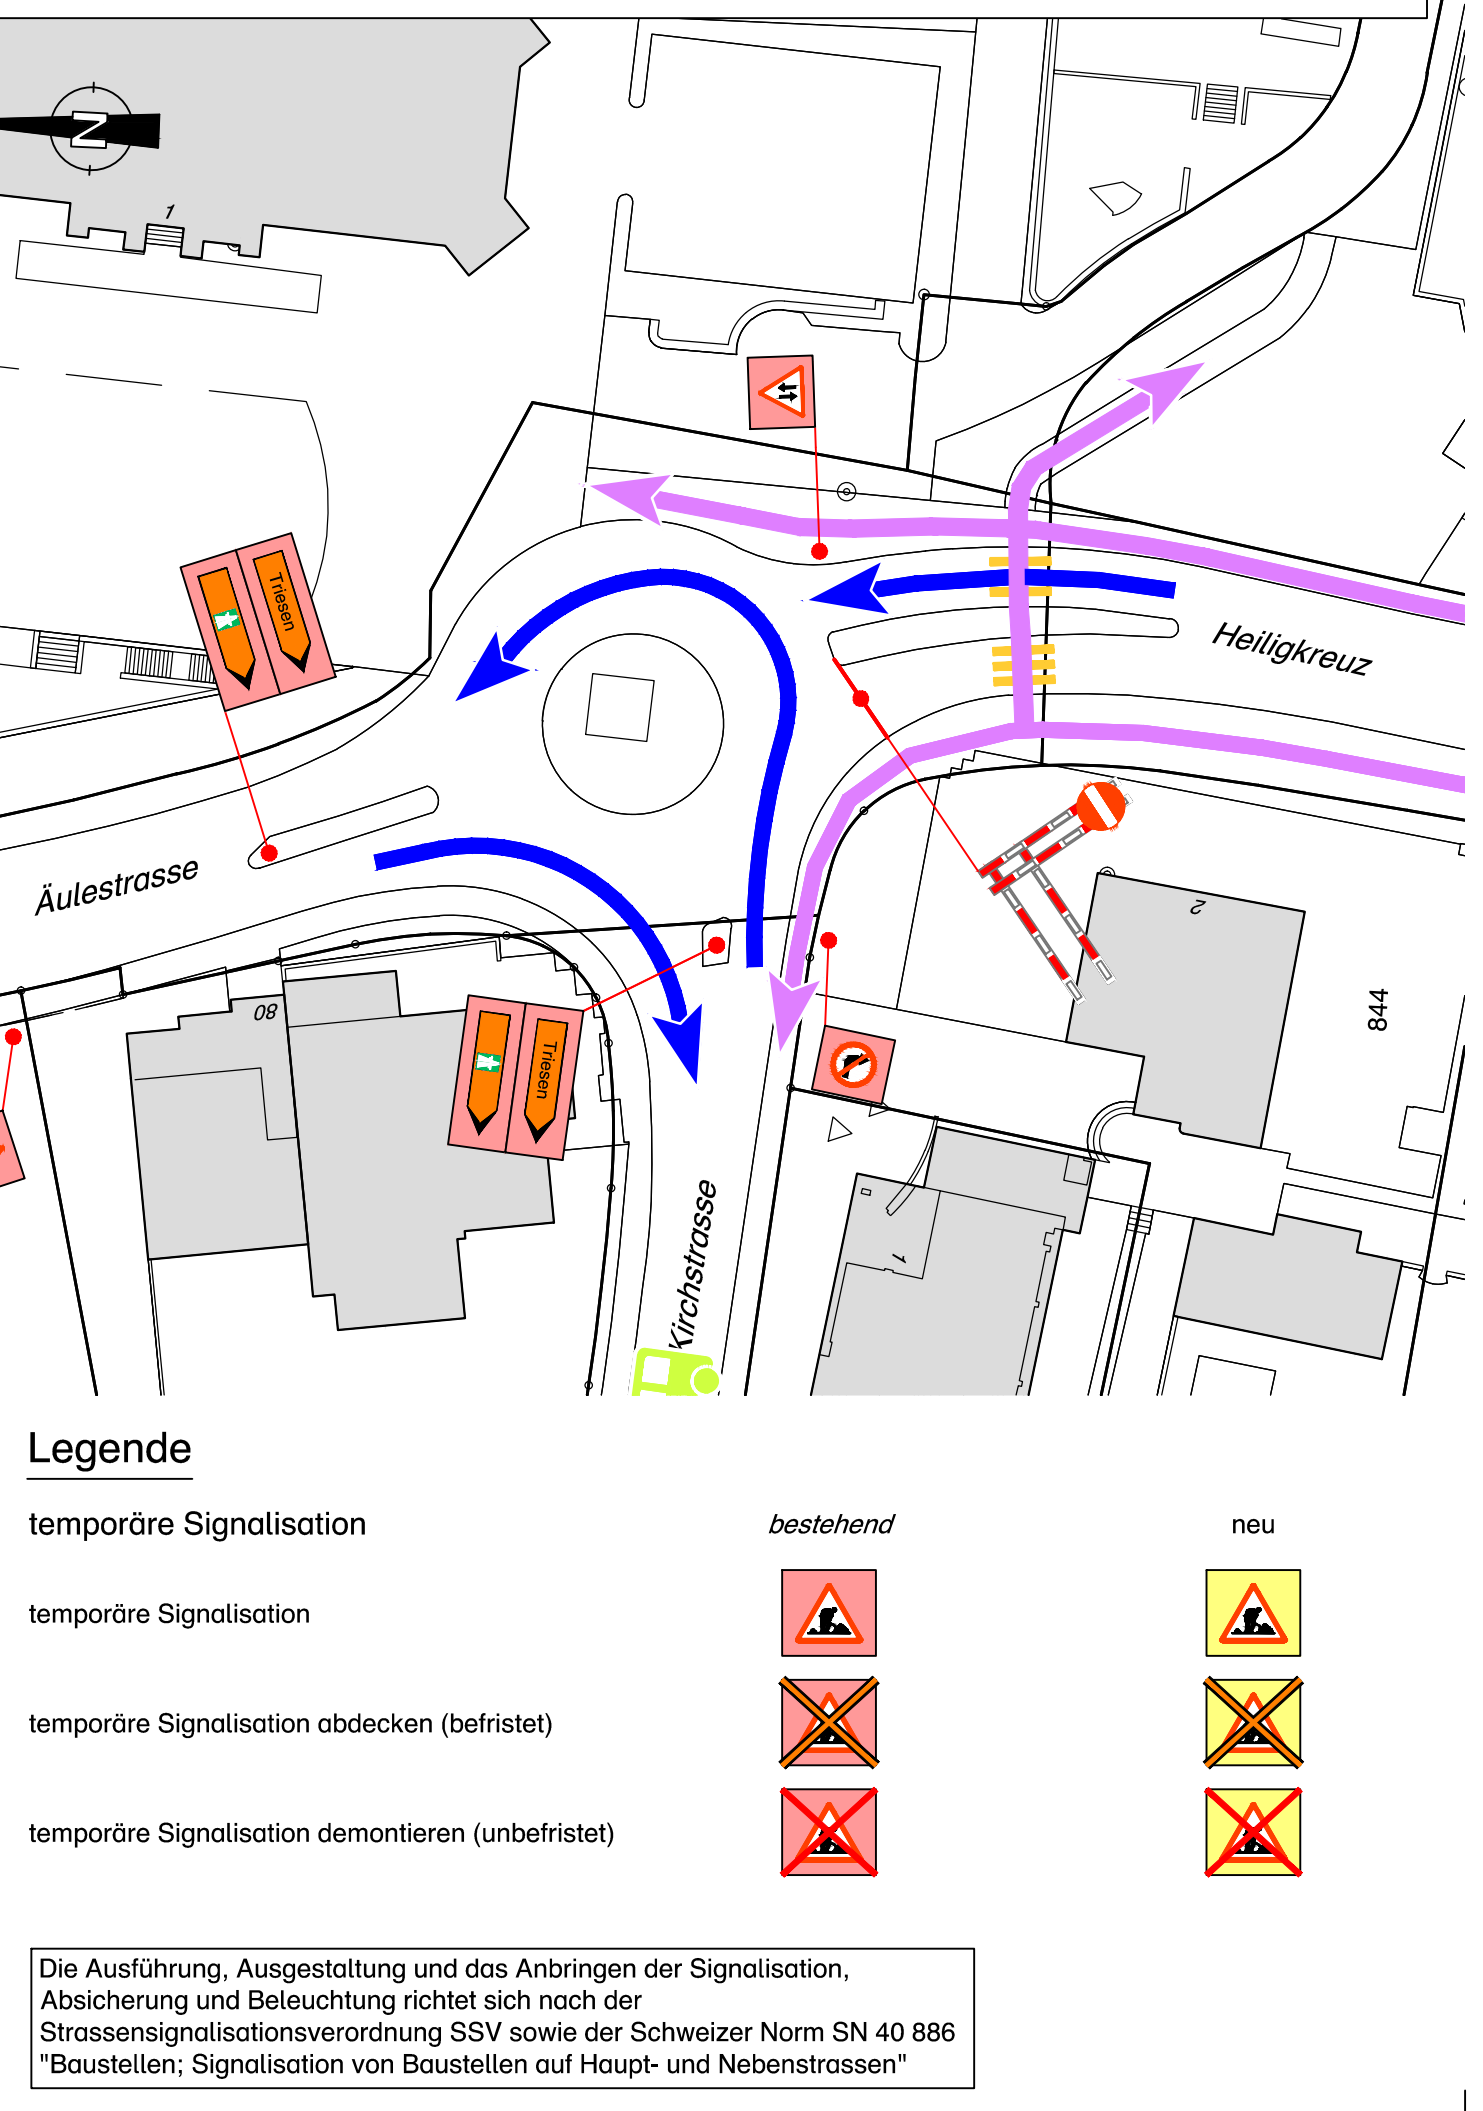 N
1
Triesen
Heiligkreuz
Äulestrasse
2
80
844
Triesen
Kirchstrasse
1
Legende
temporäre Signalisation bestehend neu
temporäre Signalisation
temporäre Signalisation abdecken (befristet)
temporäre Signalisation demontieren (unbefristet)
Die Ausführung, Ausgestaltung und das Anbringen der Signalisation,
Absicherung und Beleuchtung richtet sich nach der
Strassensignalisationsverordnung SSV sowie der Schweizer Norm SN 40 886
"Baustellen; Signalisation von Baustellen auf Haupt- und Nebenstrassen"